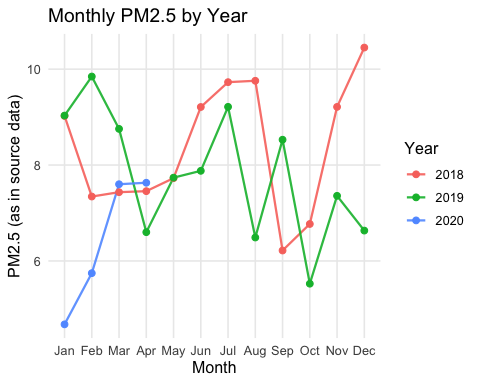 Monthly PM2.5 by Year
PM2.5 (as in source data)
10
8
6
Jan Feb Mar Apr May Jun Jul Aug Sep Oct Nov Dec
Month
Year
2018
2019
2020